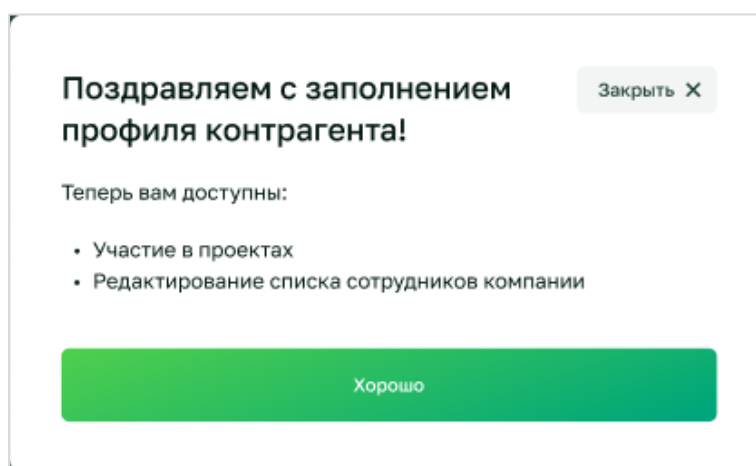 Поздравляем с заполнением
профиля контрагента!
Закрыть ✕
Теперь вам доступны:
• Участие в проектах
• Редактирование списка сотрудников компании
Хорошо